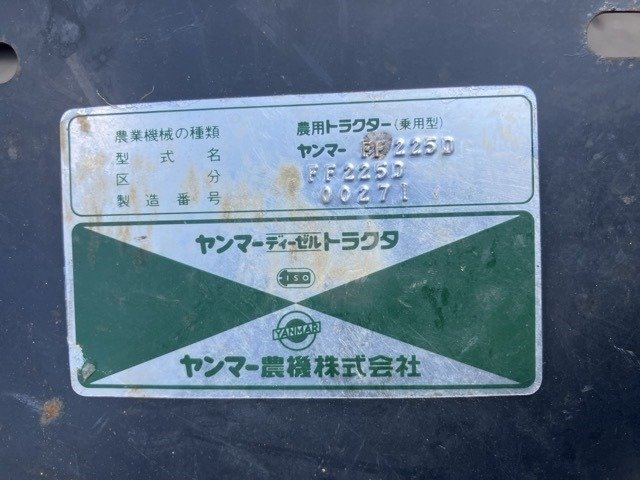 農業機械の種類 農用トラクター(乗用型)
型式名 ヤンマー FF225D
区分 FF225D
製造番号 00271
ヤンマーディーゼルトラクタ
ISO
YANMAR
ヤンマー農機株式会社